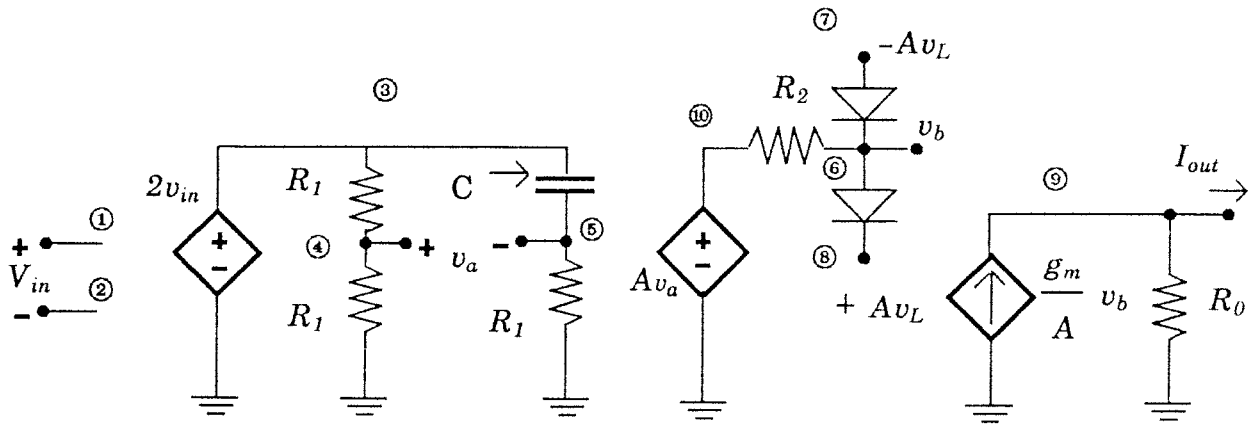 ⑦
-Av_L
③
R_2
⑩
v_b
R_1
C
⑥
I_out
2v_in
⑨
①
+
④
+
-
⑤
+
-
v_a
+
-
V_in
②
⑧
Av_a
g_m
v_b
A
R_0
-
R_1
R_1
+ Av_L